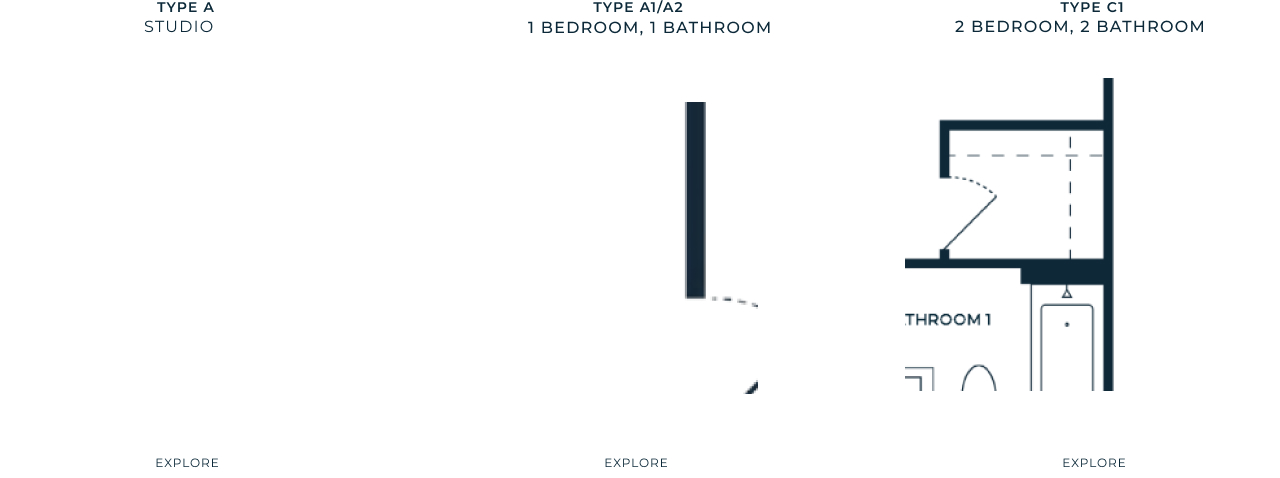 TYPE A
STUDIO
TYPE A1/A2
1 BEDROOM, 1 BATHROOM
TYPE C1
2 BEDROOM, 2 BATHROOM
THROOM 1
EXPLORE
EXPLORE
EXPLORE